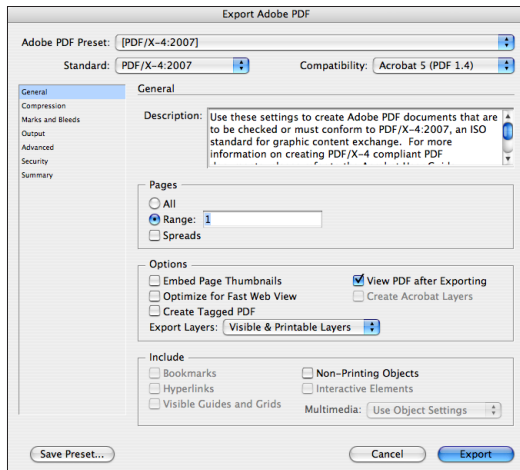 Export Adobe PDF
Adobe PDF Preset: [PDF/X-4:2007]
Standard: PDF/X-4:2007 Compatibility: Acrobat 5 (PDF 1.4)
General
Compression
Marks and Bleeds
Output
Advanced
Security
Summary
General
Description: Use these settings to create Adobe PDF documents that are
to be checked or must conform to PDF/X-4:2007, an ISO
standard for graphic content exchange. For more
information on creating PDF/X-4 compliant PDF
Pages
All
Range: 1
Spreads
Options
Embed Page Thumbnails View PDF after Exporting
Optimize for Fast Web View Create Acrobat Layers
Create Tagged PDF
Export Layers: Visible & Printable Layers
Include
Bookmarks Non-Printing Objects
Hyperlinks Interactive Elements
Visible Guides and Grids Multimedia: Use Object Settings
Save Preset... Cancel Export